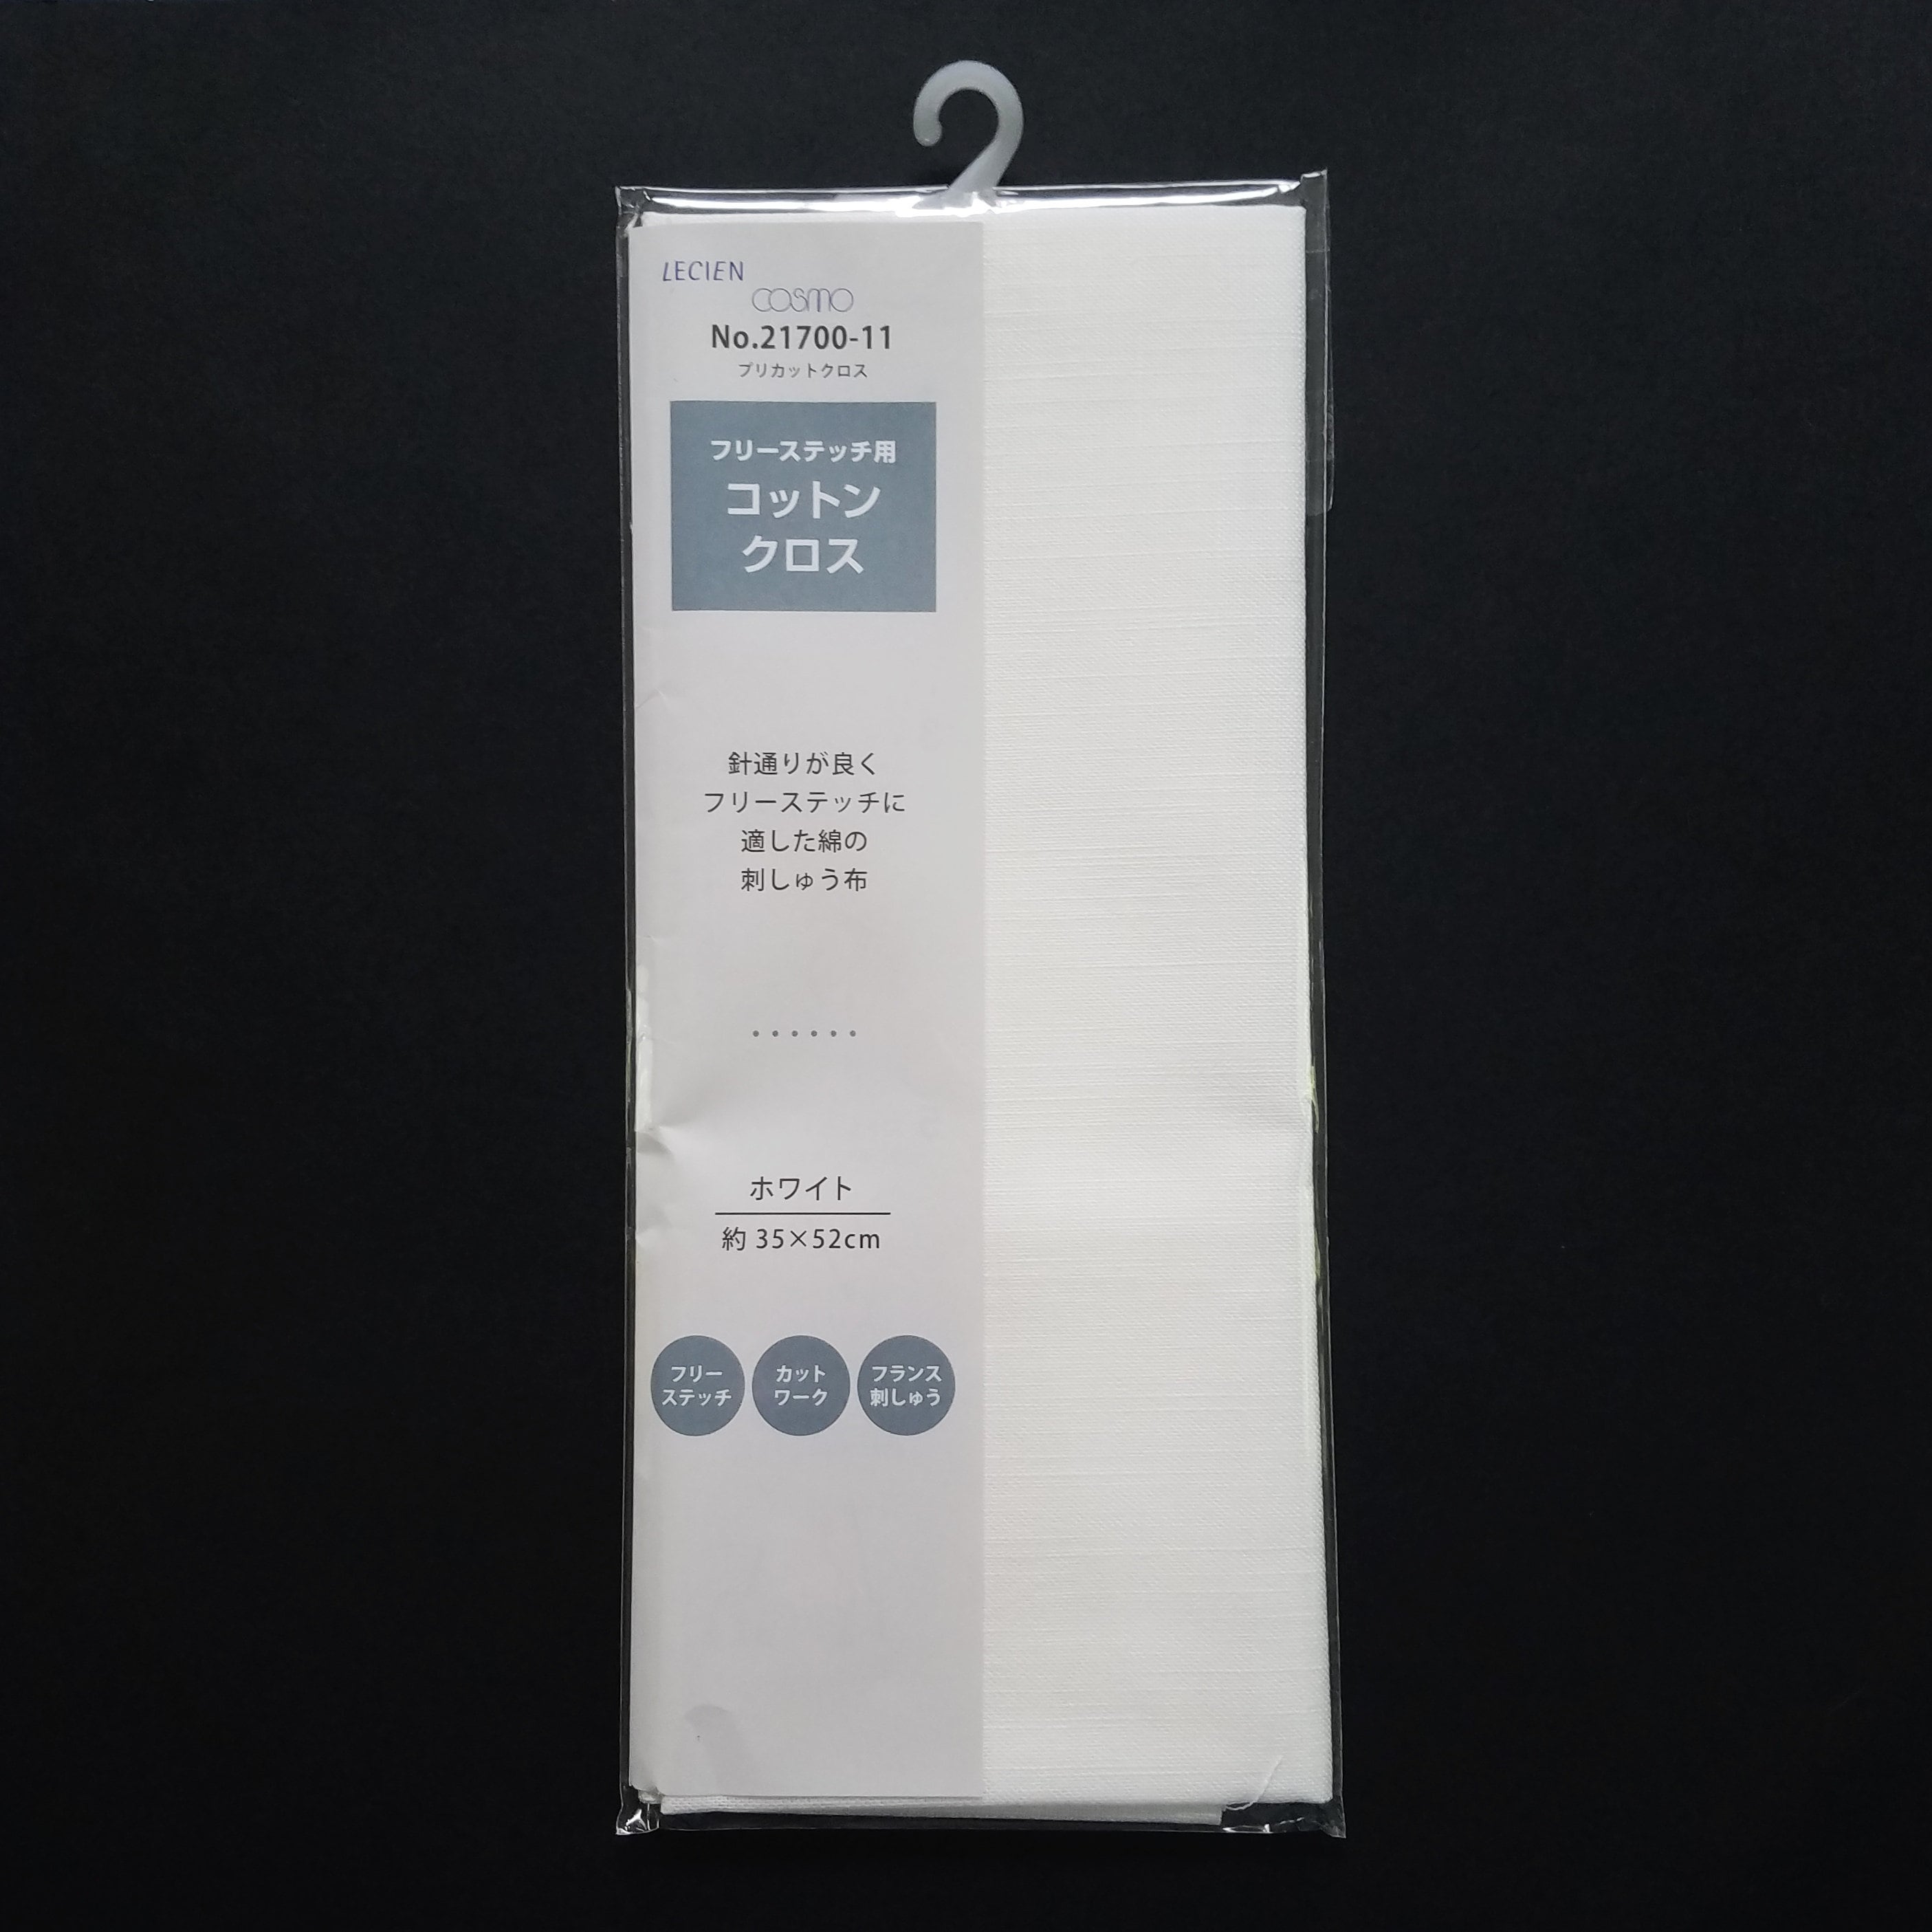 LECIEN
COSMO
No.21700-11
プリカットクロス
フリーステッチ用
コットン
クロス
針通りが良く
フリーステッチに
適した綿の
刺しゅう布
ホワイト
約 35×52cm
フリー
ステッチ
カット
ワーク
フランス
刺しゅう